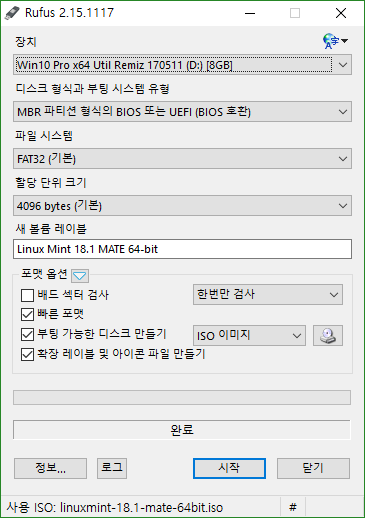 Rufus 2.15.1117
장치
Win10 Pro x64 Util Remiz 170511 (D:) [8GB]
디스크 형식과 부팅 시스템 유형
MBR 파티션 형식의 BIOS 또는 UEFI (BIOS 호환)
파일 시스템
FAT32 (기본)
할당 단위 크기
4096 bytes (기본)
새 볼륨 레이블
Linux Mint 18.1 MATE 64-bit
포맷 옵션
배드 섹터 검사 한번만 검사
빠른 포맷
부팅 가능한 디스크 만들기 ISO 이미지
확장 레이블 및 아이콘 파일 만들기
완료
정보... 로그 시작 닫기
사용 ISO: linuxmint-18.1-mate-64bit.iso #